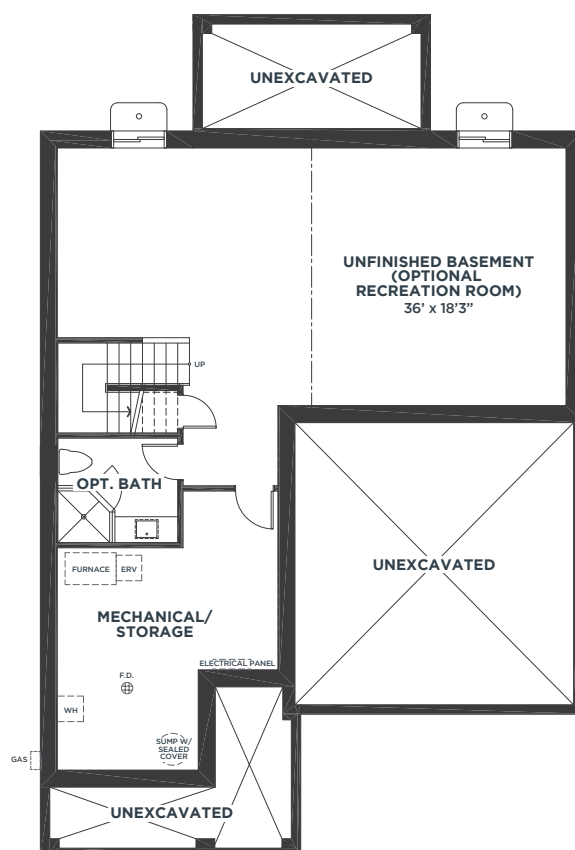 UNEXCAVATED
UNFINISHED BASEMENT
(OPTIONAL
RECREATION ROOM)
36' x 18'3"
UP
OPT. BATH
UNEXCAVATED
FURNACE
ERV
MECHANICAL/
STORAGE
ELECTRICAL PANEL
F.D.
WH
SUMP W/
SEALED
COVER
GAS
UNEXCAVATED